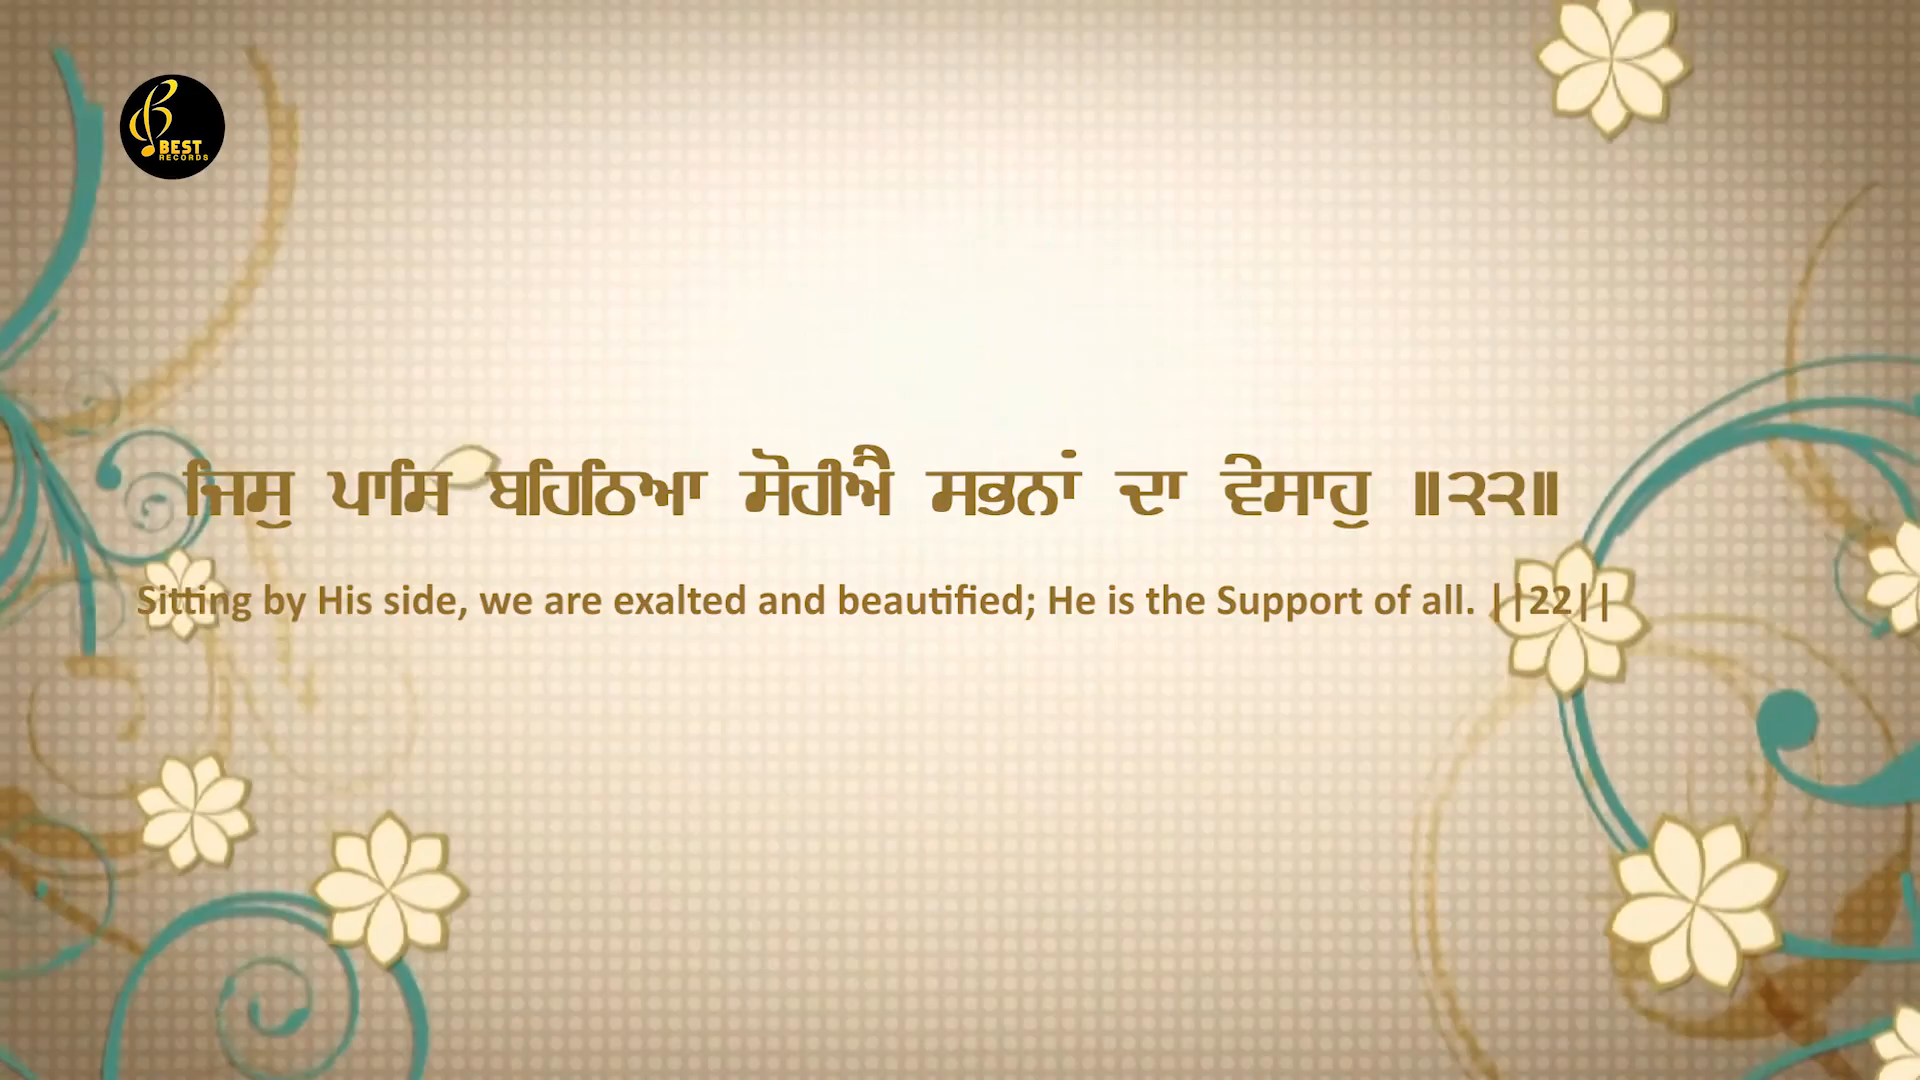 BEST
RECORDS
ਜਿਸੁ ਪਾਸਿ ਬਹਿਠਿਆ ਸੋਹੀਐ ਸਭਨਾਂ ਦਾ ਵੇਸਾਹੁ ॥੨੨॥
Sitting by His side, we are exalted and beautified; He is the Support of all. ||22||